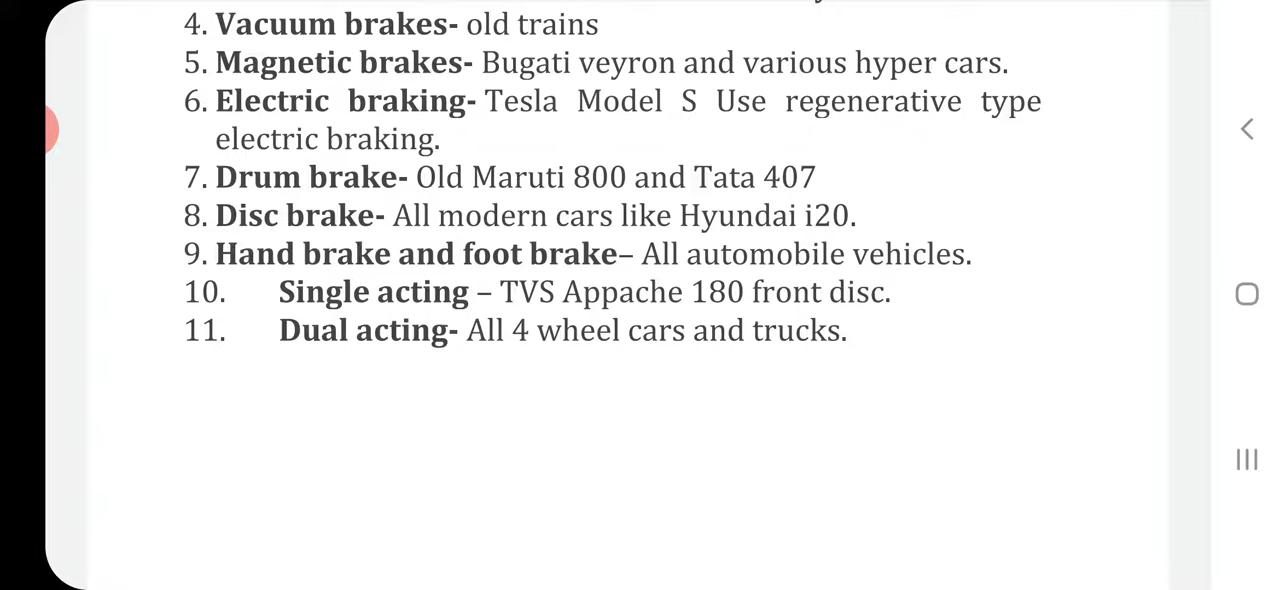 4. Vacuum brakes- old trains
5. Magnetic brakes- Bugati veyron and various hyper cars.
6. Electric braking- Tesla Model S Use regenerative type
electric braking.
7. Drum brake- Old Maruti 800 and Tata 407
8. Disc brake- All modern cars like Hyundai i20.
9. Hand brake and foot brake– All automobile vehicles.
10. Single acting – TVS Appache 180 front disc.
11. Dual acting- All 4 wheel cars and trucks.